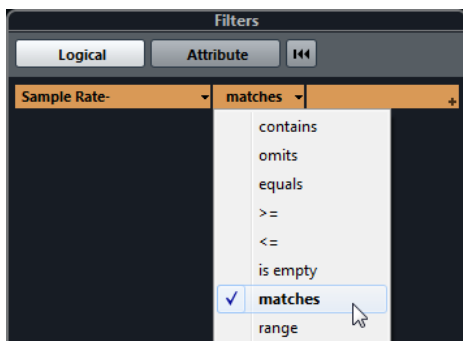 Filters
Logical Attribute
Sample Rate- matches +
contains
omits
equals
>=
<=
is empty
✓ matches
range